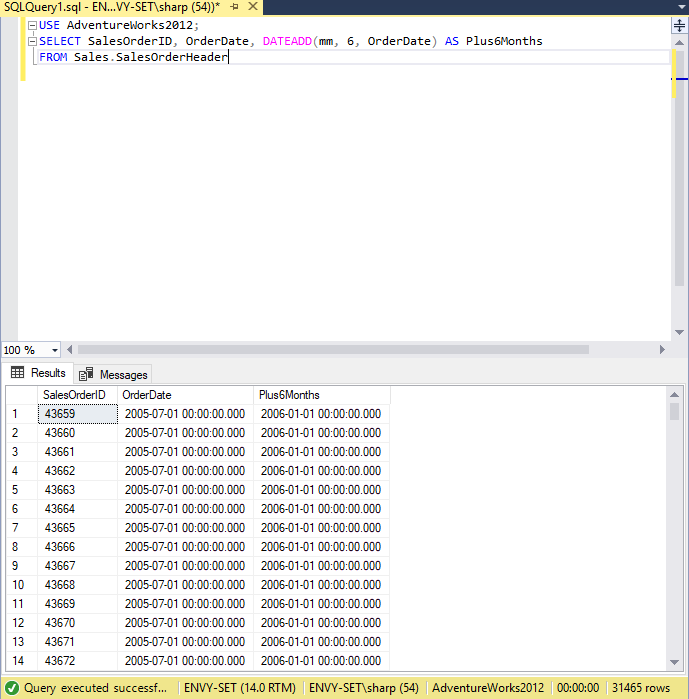 SQLQuery1.sql - EN...VY-SET\sharp (54))*
USE AdventureWorks2012;
SELECT SalesOrderID, OrderDate, DATEADD(mm, 6, OrderDate) AS Plus6Months
FROM Sales.SalesOrderHeader
100 %
Results Messages
SalesOrderID OrderDate Plus6Months
1 43659 2005-07-01 00:00:00.000 2006-01-01 00:00:00.000
2 43660 2005-07-01 00:00:00.000 2006-01-01 00:00:00.000
3 43661 2005-07-01 00:00:00.000 2006-01-01 00:00:00.000
4 43662 2005-07-01 00:00:00.000 2006-01-01 00:00:00.000
5 43663 2005-07-01 00:00:00.000 2006-01-01 00:00:00.000
6 43664 2005-07-01 00:00:00.000 2006-01-01 00:00:00.000
7 43665 2005-07-01 00:00:00.000 2006-01-01 00:00:00.000
8 43666 2005-07-01 00:00:00.000 2006-01-01 00:00:00.000
9 43667 2005-07-01 00:00:00.000 2006-01-01 00:00:00.000
10 43668 2005-07-01 00:00:00.000 2006-01-01 00:00:00.000
11 43669 2005-07-01 00:00:00.000 2006-01-01 00:00:00.000
12 43670 2005-07-01 00:00:00.000 2006-01-01 00:00:00.000
13 43671 2005-07-01 00:00:00.000 2006-01-01 00:00:00.000
14 43672 2005-07-01 00:00:00.000 2006-01-01 00:00:00.000
Query executed successf... ENVY-SET (14.0 RTM) ENVY-SET\sharp (54) AdventureWorks2012 00:00:00 31465 rows